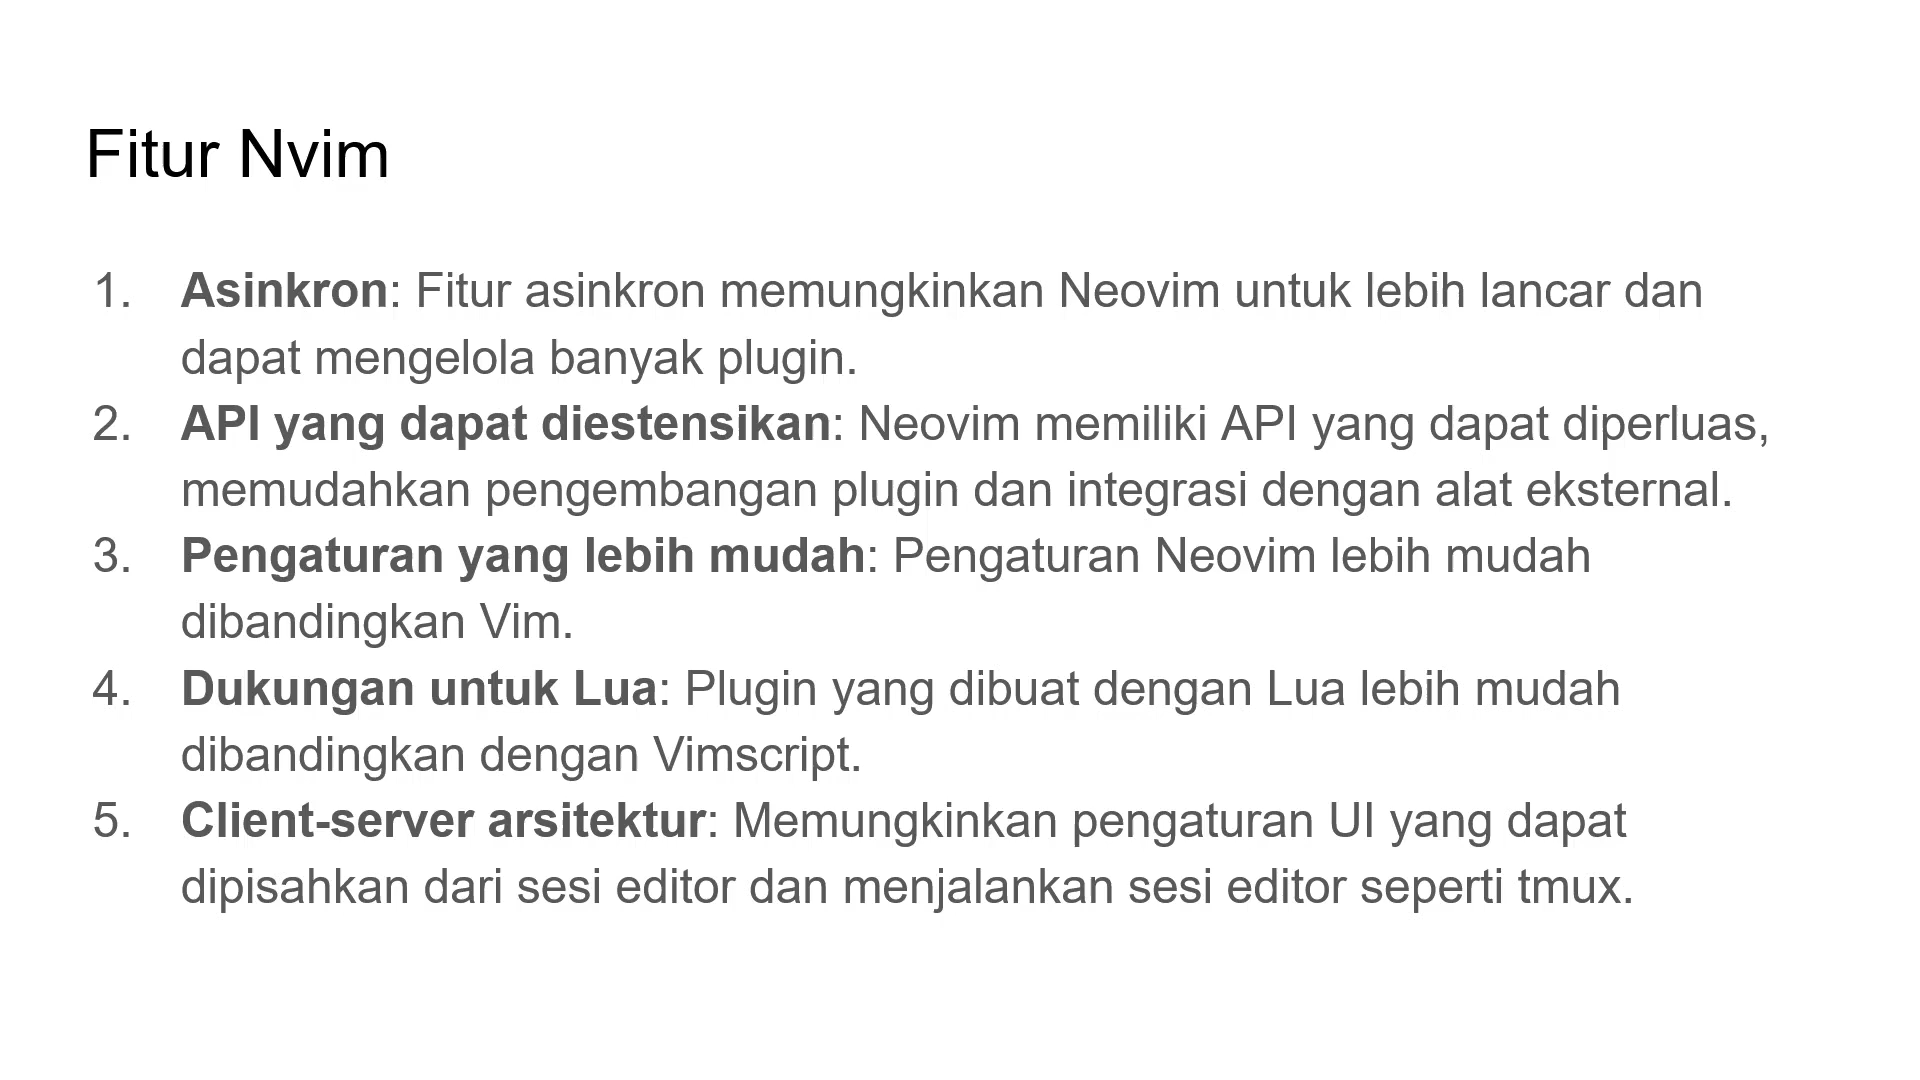 Fitur Nvim
1. Asinkron: Fitur asinkron memungkinkan Neovim untuk lebih lancar dan
dapat mengelola banyak plugin.
2. API yang dapat diestensikan: Neovim memiliki API yang dapat diperluas,
memudahkan pengembangan plugin dan integrasi dengan alat eksternal.
3. Pengaturan yang lebih mudah: Pengaturan Neovim lebih mudah
dibandingkan Vim.
4. Dukungan untuk Lua: Plugin yang dibuat dengan Lua lebih mudah
dibandingkan dengan Vimscript.
5. Client-server arsitektur: Memungkinkan pengaturan UI yang dapat
dipisahkan dari sesi editor dan menjalankan sesi editor seperti tmux.